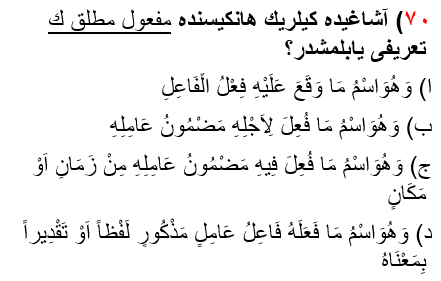 ٧٠) آشاغيده كيلريك هانكيسنده مفعول مطلق ك
تعريفى يابلمشدر؟
ا) وَهُوَاسْمُ مَا وَقَعَ عَلَيْهِ فِعْلُ الْفَاعِلِ
ب) وَهُوَاسْمُ مَا فُعِلَ لِاَجْلِهِ مَضْمُونُ عَامِلِهِ
ج) وَهُوَاسْمُ مَا فُعِلَ فِيهِ مَضْمُونُ عَامِلِهِ مِنْ زَمَانٍ اَوْ
مَكَانٍ
د) وَهُوَاسْمُ مَا فَعَلَهُ فَاعِلُ عَامِلٍ مَذْكُورٍ لَفْظاً اَوْ تَقْدِيراً
بِمَعْنَاهُ